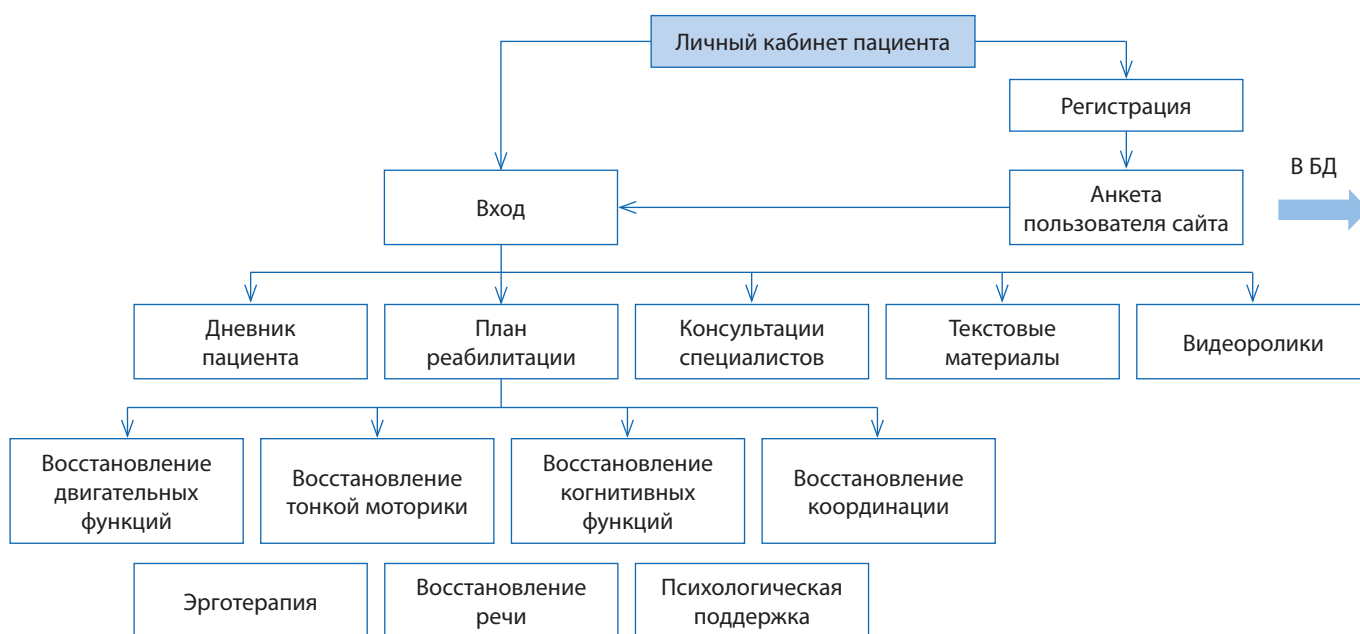 Личный кабинет пациента
Регистрация
В БД
Вход
Анкета
пользователя сайта
Дневник
пациента
План
реабилитации
Консультации
специалистов
Текстовые
материалы
Видеоролики
Восстановление
двигательных
функций
Восстановление
тонкой моторики
Восстановление
когнитивных
функций
Восстановление
координации
Эрготерапия
Восстановление
речи
Психологическая
поддержка